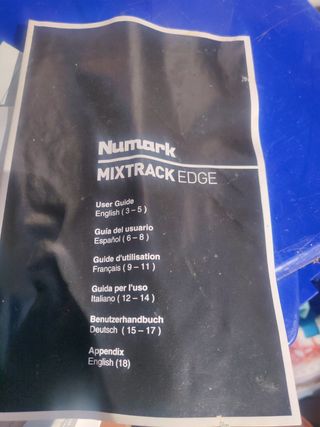 Numark
MIXTRACK EDGE
User Guide
English ( 3 – 5 )
Guía del usuario
Español ( 6 – 8 )
Guide d'utilisation
Français ( 9 – 11 )
Guida per l'uso
Italiano ( 12 – 14 )
Benutzerhandbuch
Deutsch ( 15 – 17 )
Appendix
English (18)